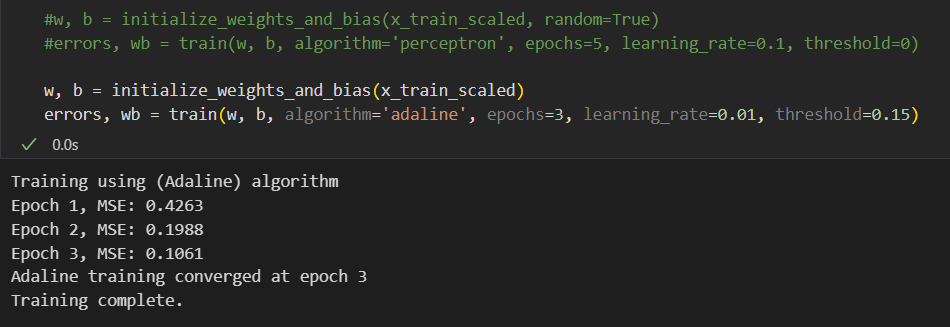 #w, b = initialize_weights_and_bias(x_train_scaled, random=True)
#errors, wb = train(w, b, algorithm='perceptron', epochs=5, learning_rate=0.1, threshold=0)
w, b = initialize_weights_and_bias(x_train_scaled)
errors, wb = train(w, b, algorithm='adaline', epochs=3, learning_rate=0.01, threshold=0.15)
0.0s
Training using (Adaline) algorithm
Epoch 1, MSE: 0.4263
Epoch 2, MSE: 0.1988
Epoch 3, MSE: 0.1061
Adaline training converged at epoch 3
Training complete.